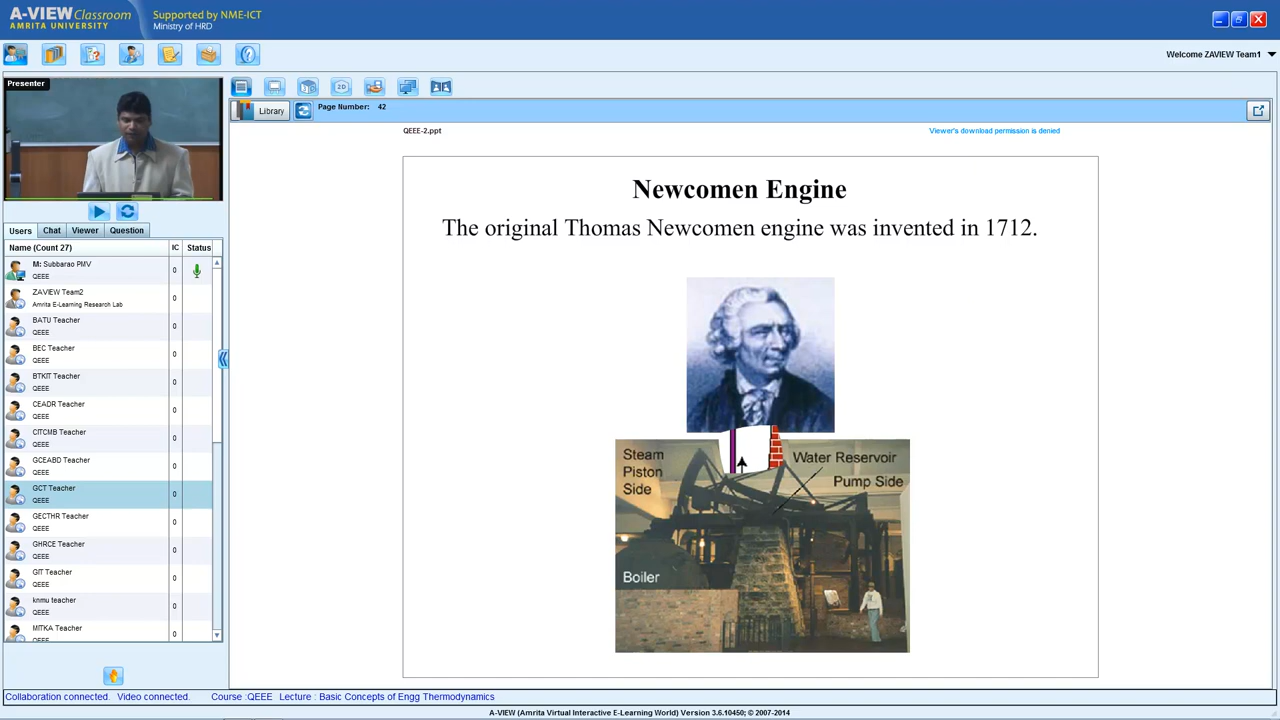 A-VIEW Classroom
AMRITA UNIVERSITY
Supported by NME-ICT
Ministry of HRD
Welcome ZAVIEW Team1
Presenter
Library
Page Number: 42
QEEE-2.ppt
Viewer's download permission is denied
Newcomen Engine
The original Thomas Newcomen engine was invented in 1712.
Steam
Piston
Side
Water Reservoir
Pump Side
Boiler
Users Chat Viewer Question
Name (Count 27) IC Status
M: Subbarao PMV
QEEE 0
ZAVIEW Team2
Amrita E-Learning Research Lab 0
BATU Teacher
QEEE 0
BEC Teacher
QEEE 0
BTKIT Teacher
QEEE 0
CEADR Teacher
QEEE 0
CITCMB Teacher
QEEE 0
GCEABD Teacher
QEEE 0
GCT Teacher
QEEE 0
GECTHR Teacher
QEEE 0
GHRCE Teacher
QEEE 0
GIT Teacher
QEEE 0
knmu teacher
QEEE 0
MITKA Teacher
QEEE 0
Collaboration connected. Video connected. Course :QEEE Lecture : Basic Concepts of Engg Thermodynamics
A-VIEW (Amrita Virtual Interactive E-Learning World) Version 3.6.10450; © 2007-2014